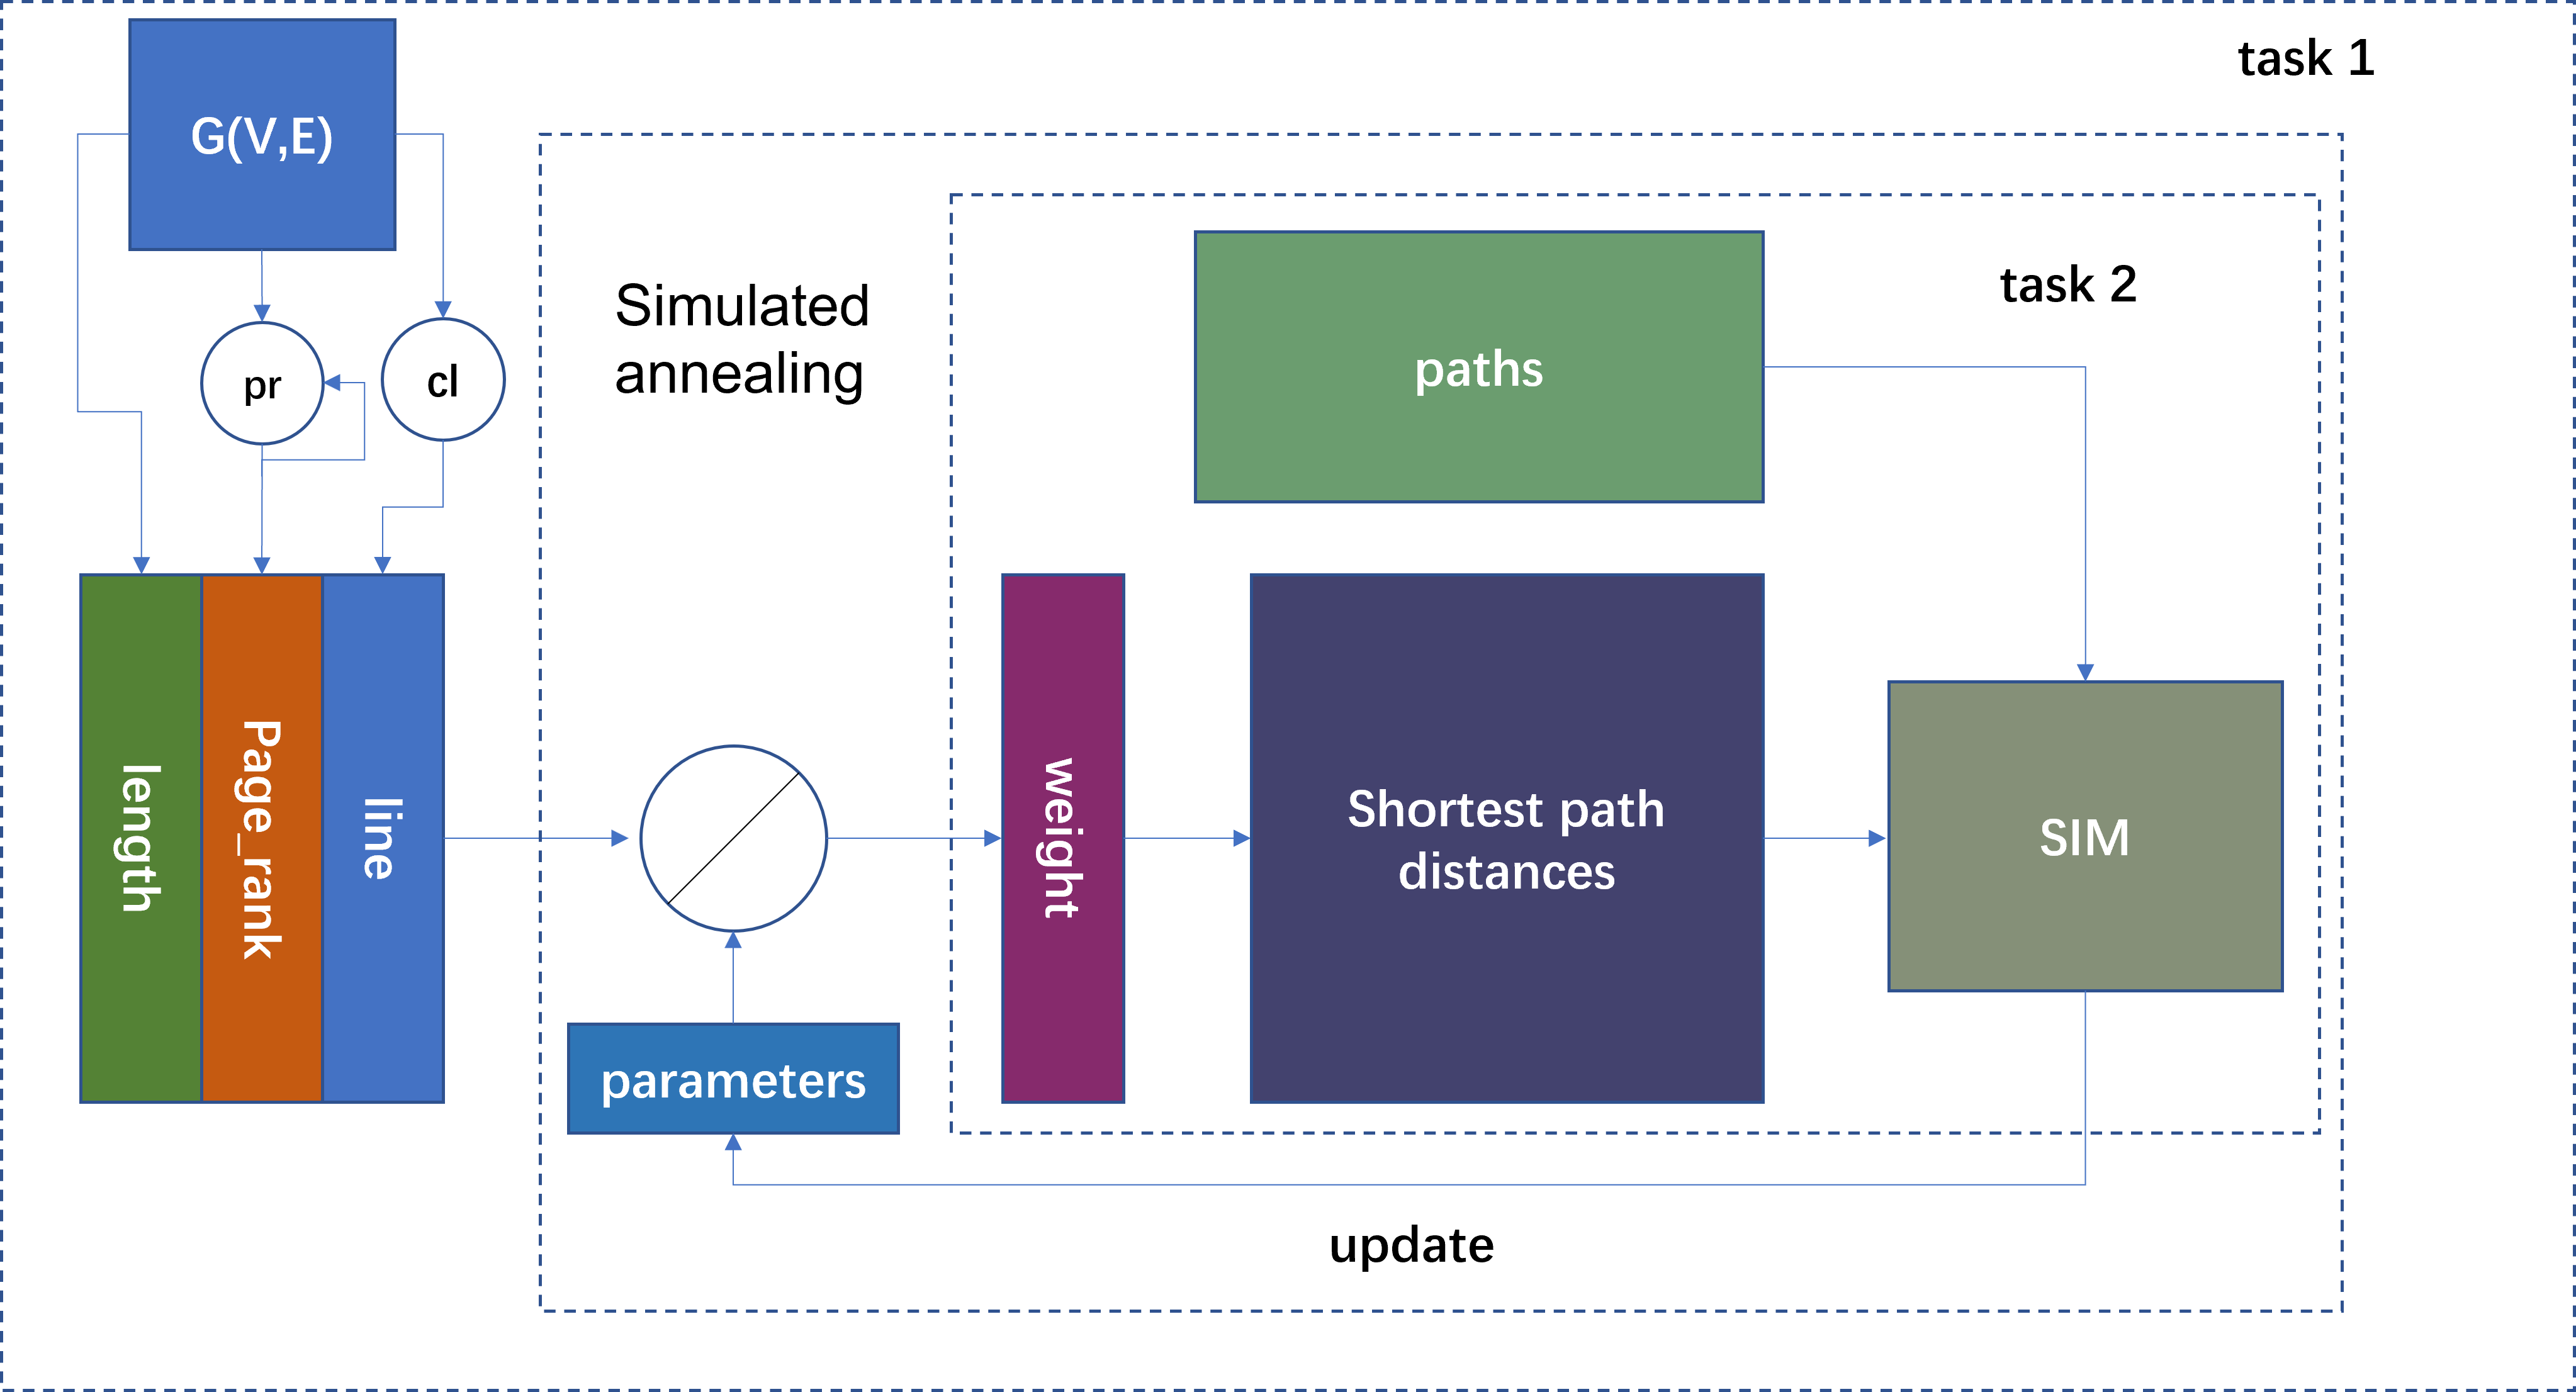 task 1
G(V,E)
pr
cl
Simulated
annealing
task 2
paths
length
Page_rank
line
weight
Shortest path
distances
SIM
parameters
update